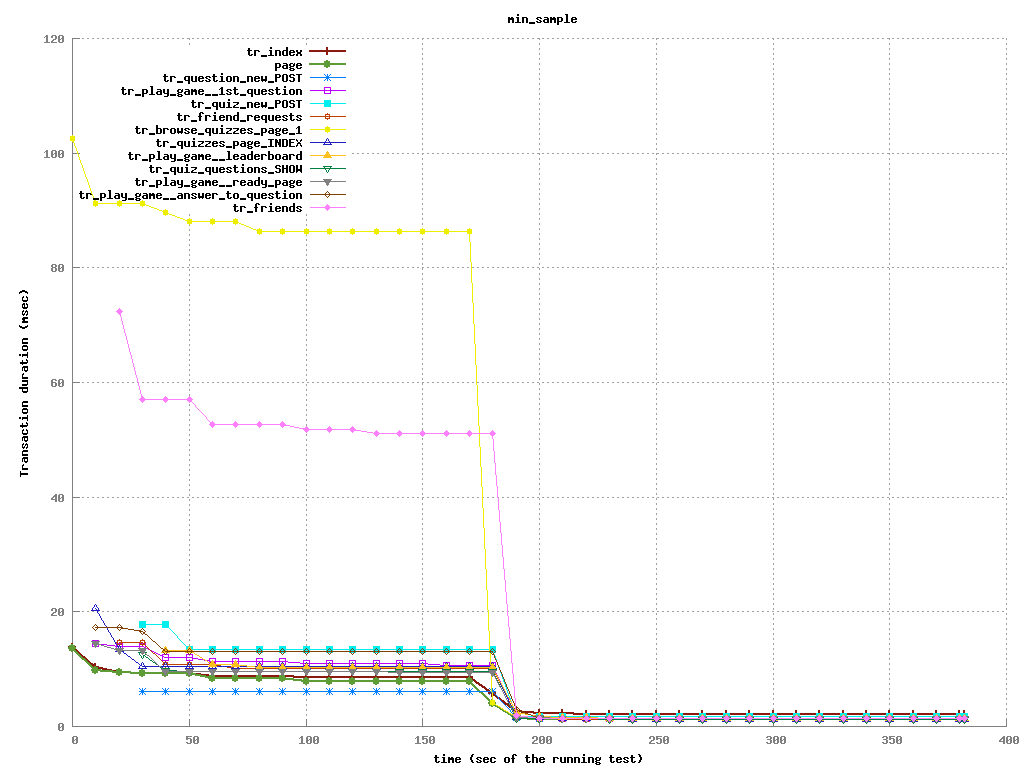 min_sample
120
100
80
60
40
20
0
Transaction duration (msec)
tr_index
page
tr_question_new_POST
tr_play_game__1st_question
tr_quiz_new_POST
tr_friend_requests
tr_browse_quizzes_page_1
tr_quizzes_page_INDEX
tr_play_game__leaderboard
tr_quiz_questions_SHOW
tr_play_game__ready_page
tr_play_game__answer_to_question
tr_friends
0 50 100 150 200 250 300 350 400
time (sec of the running test)